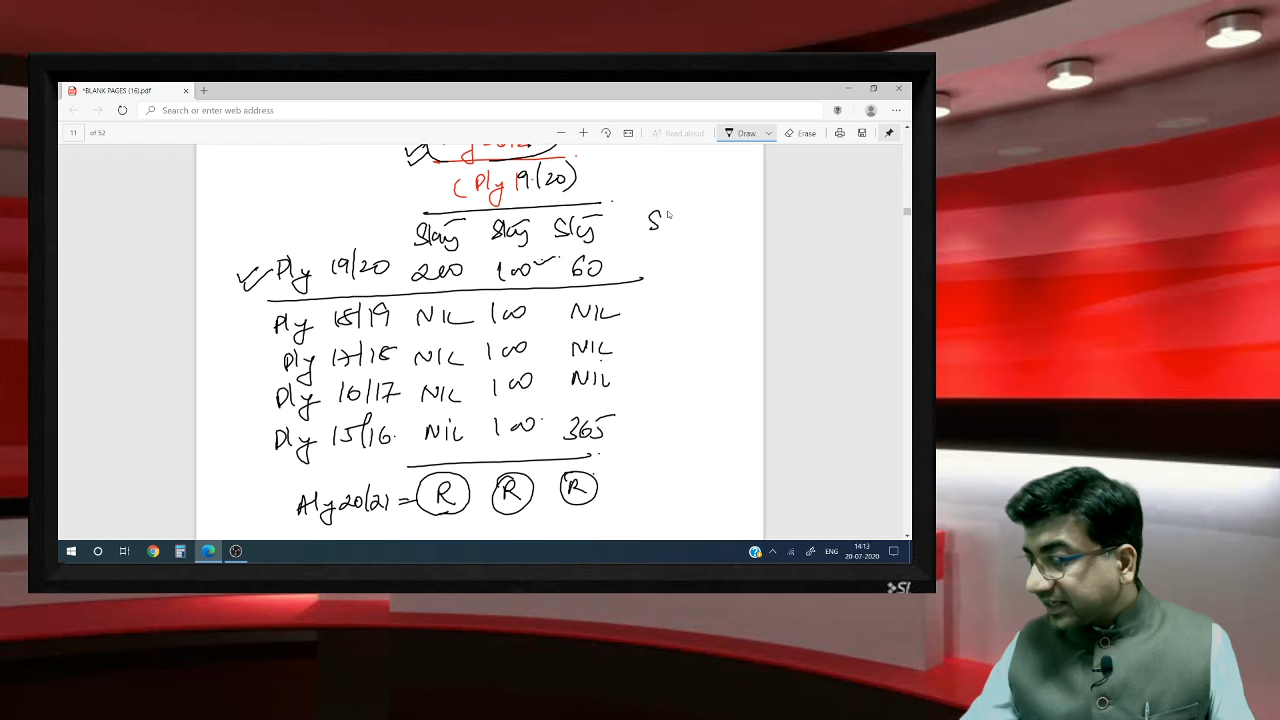 *BLANK PAGES (16).pdf
Search or enter web address
11 of 52
Read aloud
Draw
Erase
(Ply 19/20)
Stay Stay Stay S
Ply 19/20 200 100 60
Ply 18/19 NIL 100 NIL
Ply 17/18 NIL 100 NIL
Ply 16/17 NIL 100 NIL
Ply 15/16. NIL 100 365
Aly 20/21 = R R R
ENG
14:13
20-07-2020